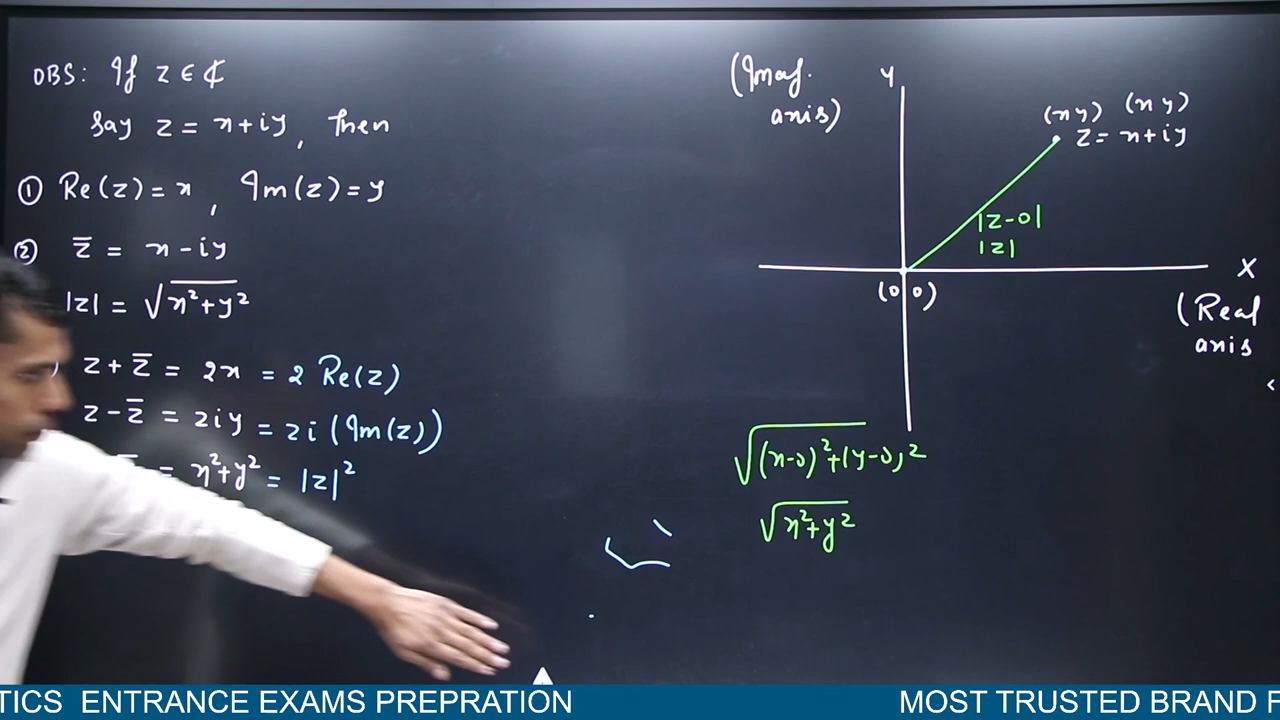 OBS: If z ∈ ₵
Say z = x+iy, then
① Re(z) = x, Im(z) = y
② z̅ = x-iy
|z| = √x²+y²
z + z̅ = 2x = 2 Re(z)
z - z̅ = 2iy = 2i (Im(z))
= x²+y² = |z|²
(Imag. axis)
Y
(x y) (x y)
z = x+iy
|z-0|
|z|
(0 0)
X
(Real
axis
√(x-0)²+(y-0)²
√x²+y²
TICS ENTRANCE EXAMS PREPRATION
MOST TRUSTED BRAND F